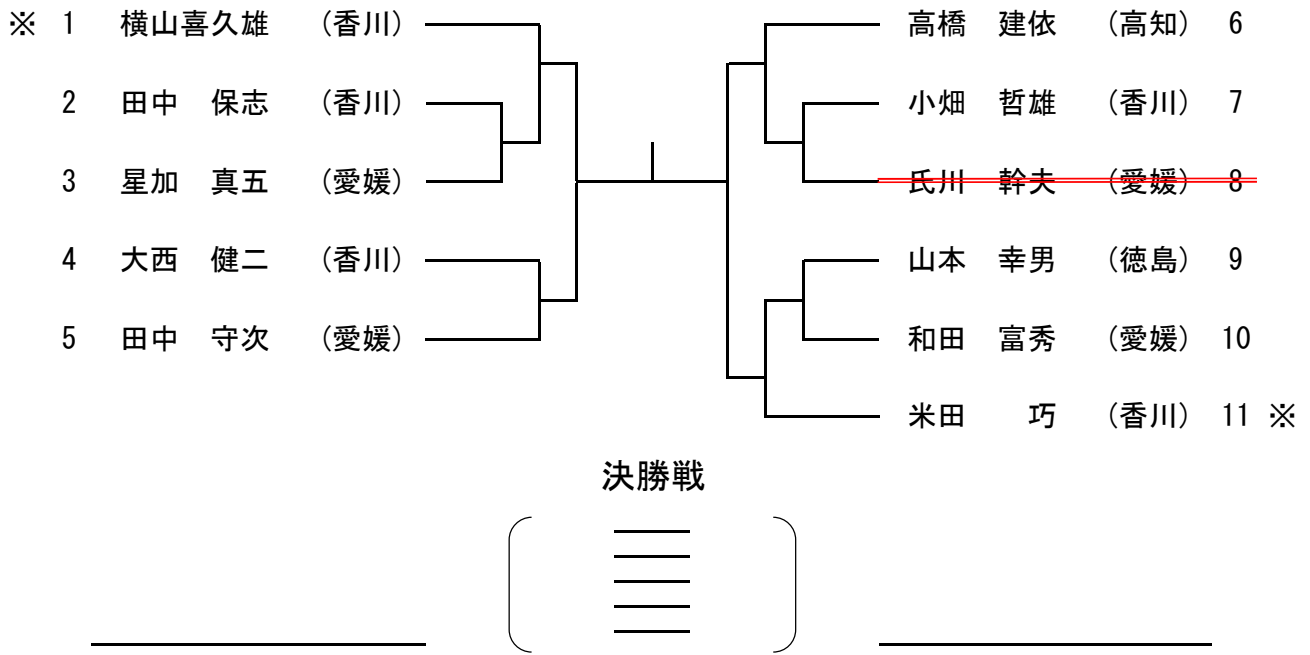 ※ 1 横山喜久雄 (香川) 高橋 建依 (高知) 6
2 田中 保志 (香川) 小畑 哲雄 (香川) 7
3 星加 真五 (愛媛) 氏川 幹夫 (愛媛) 8
4 大西 健二 (香川) 山本 幸男 (徳島) 9
5 田中 守次 (愛媛) 和田 富秀 (愛媛) 10
米田 巧 (香川) 11 ※
決勝戦